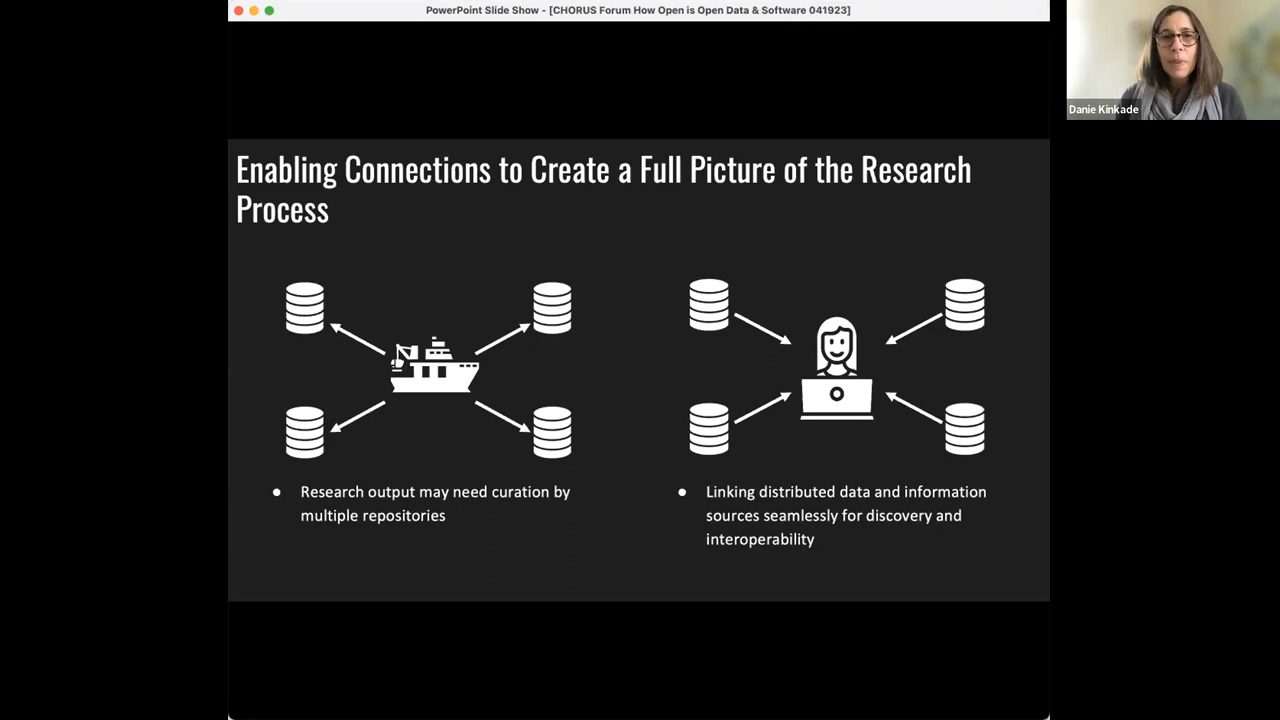 PowerPoint Slide Show - [CHORUS Forum How Open is Open Data & Software 041923]
Danie Kinkade
Enabling Connections to Create a Full Picture of the Research
Process
● Research output may need curation by
multiple repositories
● Linking distributed data and information
sources seamlessly for discovery and
interoperability